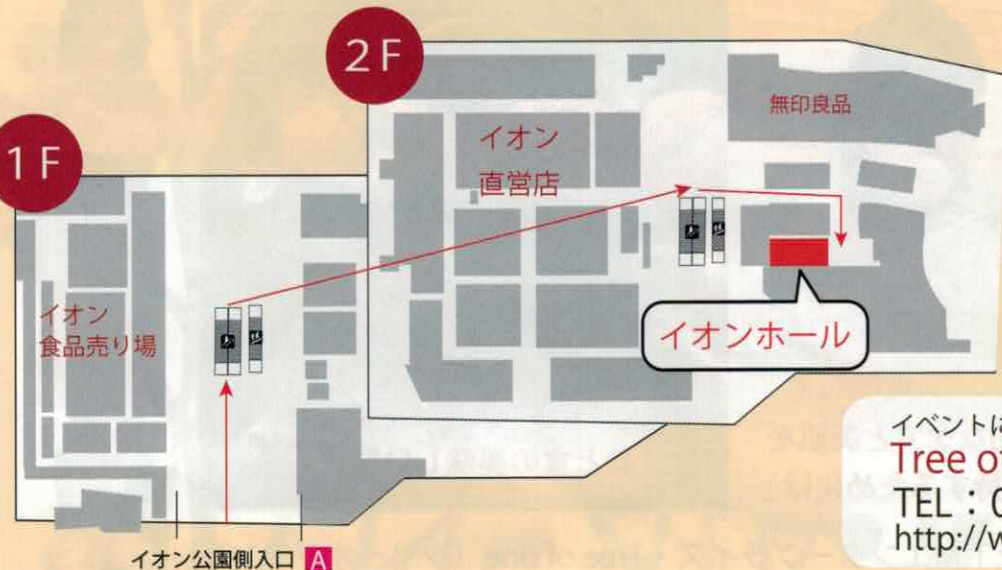 1F
2F
イオン
食品売り場
イオン
直営店
無印良品
イオンホール
イオン公園側入口 A
イベントに
Tree of
TEL：0
http://w